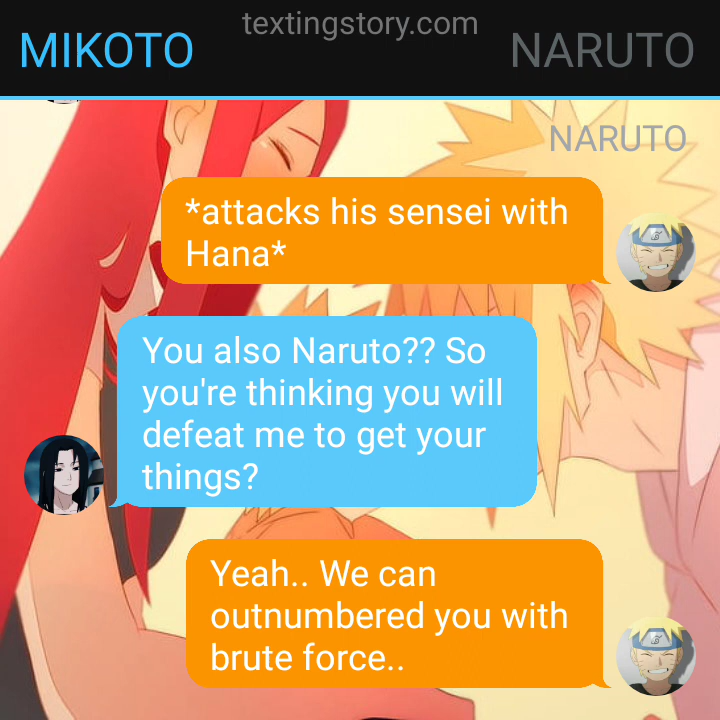 textingstory.com
MIKOTO
NARUTO
NARUTO
*attacks his sensei with
Hana*
You also Naruto?? So
you're thinking you will
defeat me to get your
things?
Yeah.. We can
outnumbered you with
brute force..